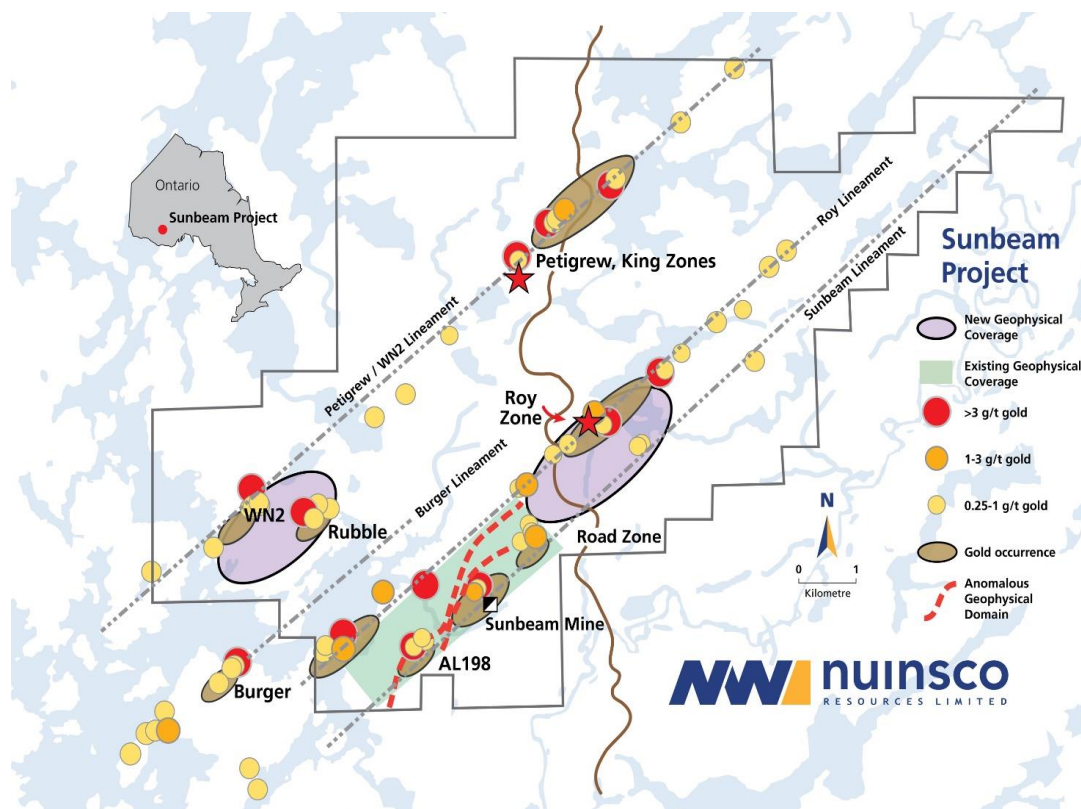 Ontario
Sunbeam Project
Petigrew, King Zones
Roy Lineament
Sunbeam Lineament
Petigrew / WN2 Lineament
Burger Lineament
Roy
Zone
WN2
Rubble
Road Zone
Sunbeam Mine
AL198
Burger
Sunbeam
Project
New Geophysical
Coverage
Existing Geophysical
Coverage
>3 g/t gold
1-3 g/t gold
0.25-1 g/t gold
Gold occurrence
Anomalous
Geophysical
Domain
N
0 1
Kilometre
NW nuinsco
RESOURCES LIMITED